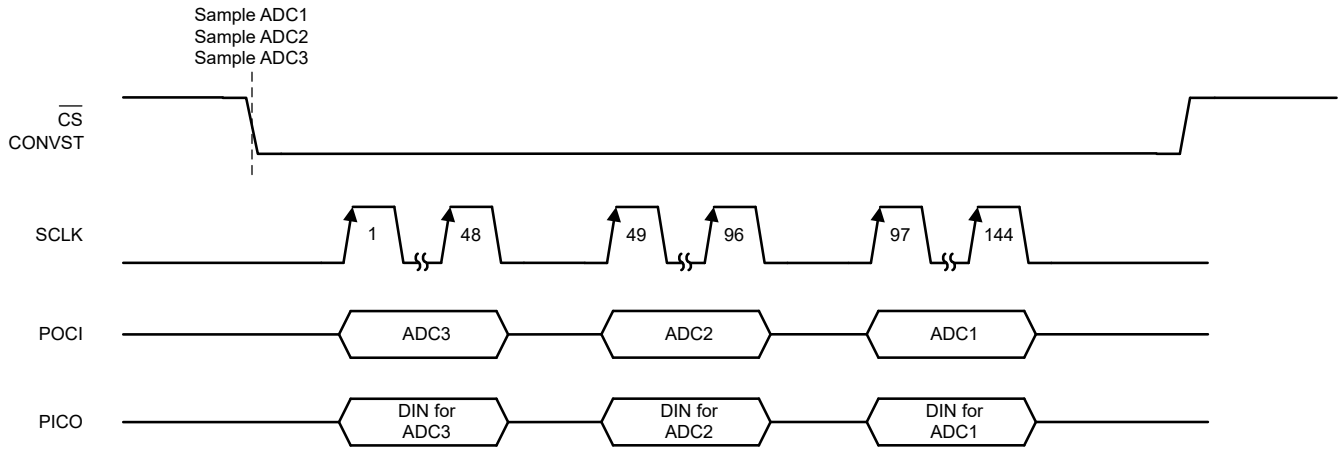 Sample ADC1
Sample ADC2
Sample ADC3
CS
CONVST
SCLK
1
48
49
96
97
144
POCI
ADC3
ADC2
ADC1
PICO
DIN for
ADC3
DIN for
ADC2
DIN for
ADC1